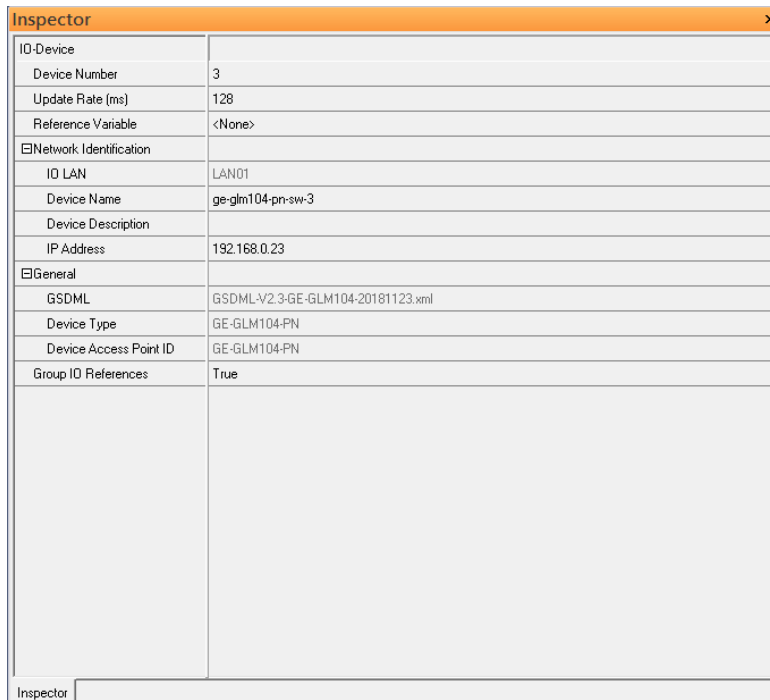 Inspector
IO-Device
Device Number 3
Update Rate (ms) 128
Reference Variable <None>
Network Identification
IO LAN LAN01
Device Name ge-glm104-pn-sw-3
Device Description
IP Address 192.168.0.23
General
GSDML GSDML-V2.3-GE-GLM104-20181123.xml
Device Type GE-GLM104-PN
Device Access Point ID GE-GLM104-PN
Group IO References True
Inspector